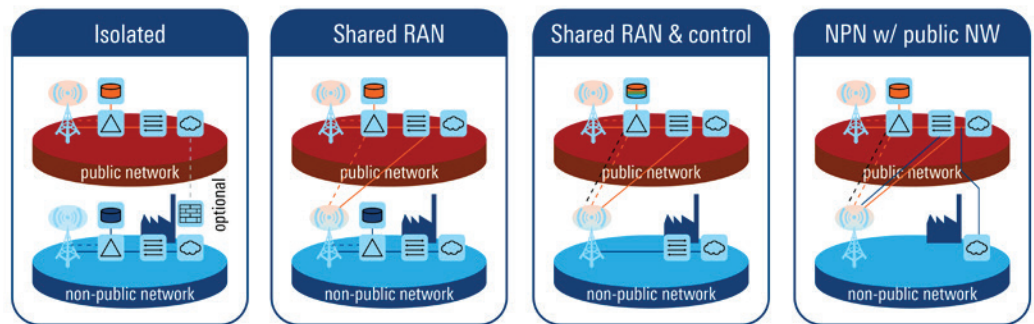 Isolated
public network
optional
non-public network
Shared RAN
public network
non-public network
Shared RAN & control
public network
non-public network
NPN w/ public NW
public network
non-public network